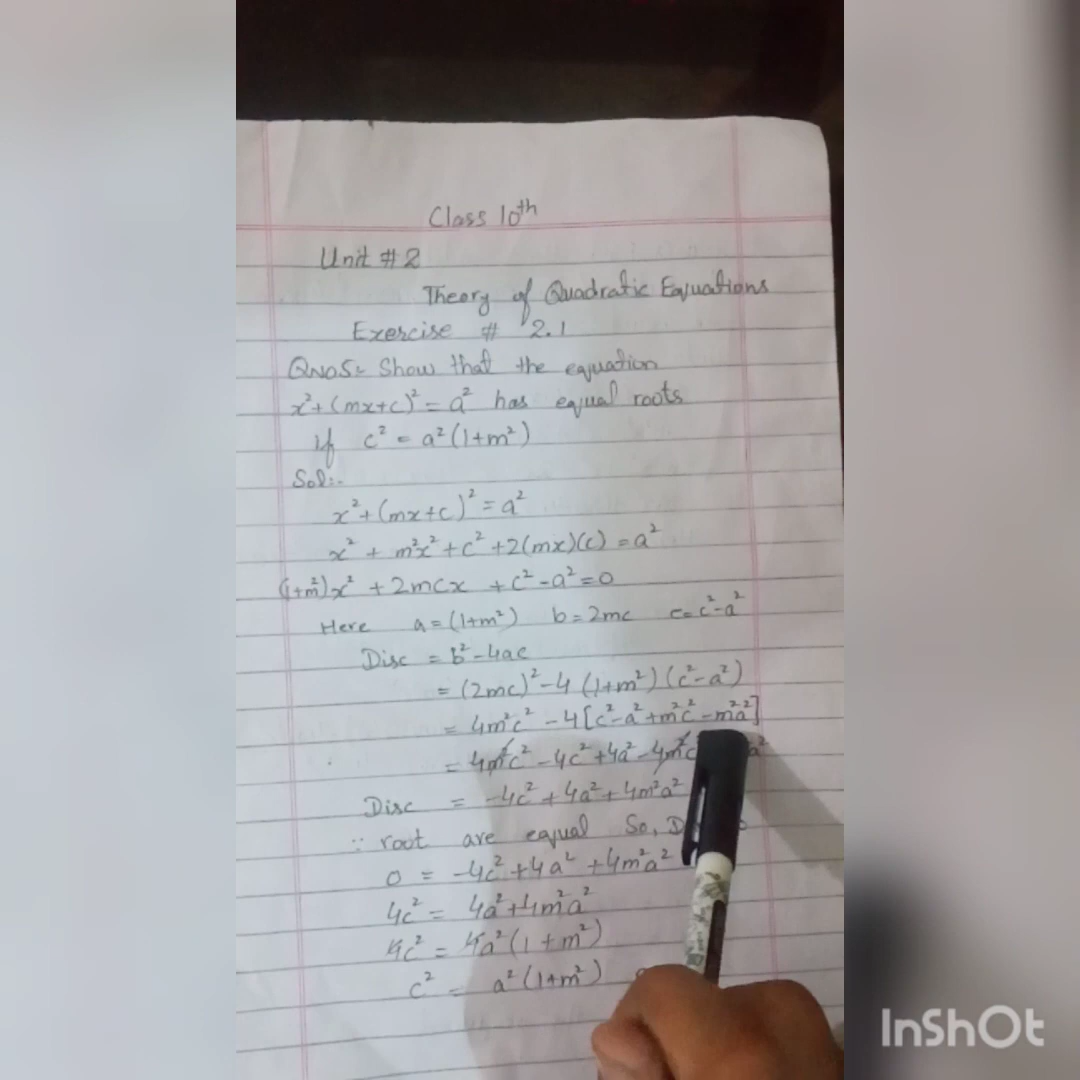 Class 10th
Unit # 2
Theory of Quadratic Equations
Exercise # 2.1
QNO5:- Show that the equation
x² + (mx+c)² = a² has equal roots
If c² = a²(1+m²)
Sol:-
x² + (mx+c)² = a²
x² + m²x² + c² + 2(mx)(c) = a²
(1+m²)x² + 2mcx + c² - a² = 0
Here a = (1+m²) b = 2mc c = c² - a²
Disc = b² - 4ac
= (2mc)² - 4 (1+m²) (c² - a²)
= 4m²c² - 4[c² - a² + m²c² - m²a²]
= 4m²c² - 4c² + 4a² - 4m²c a²
Disc = -4c² + 4a² + 4m²a²
∵ root are equal So, D
0 = -4c² + 4a² + 4m²a²
4c² = 4a² + 4m²a²
4c² = 4a²(1 + m²)
c² = a²(1+m²)
InShOt